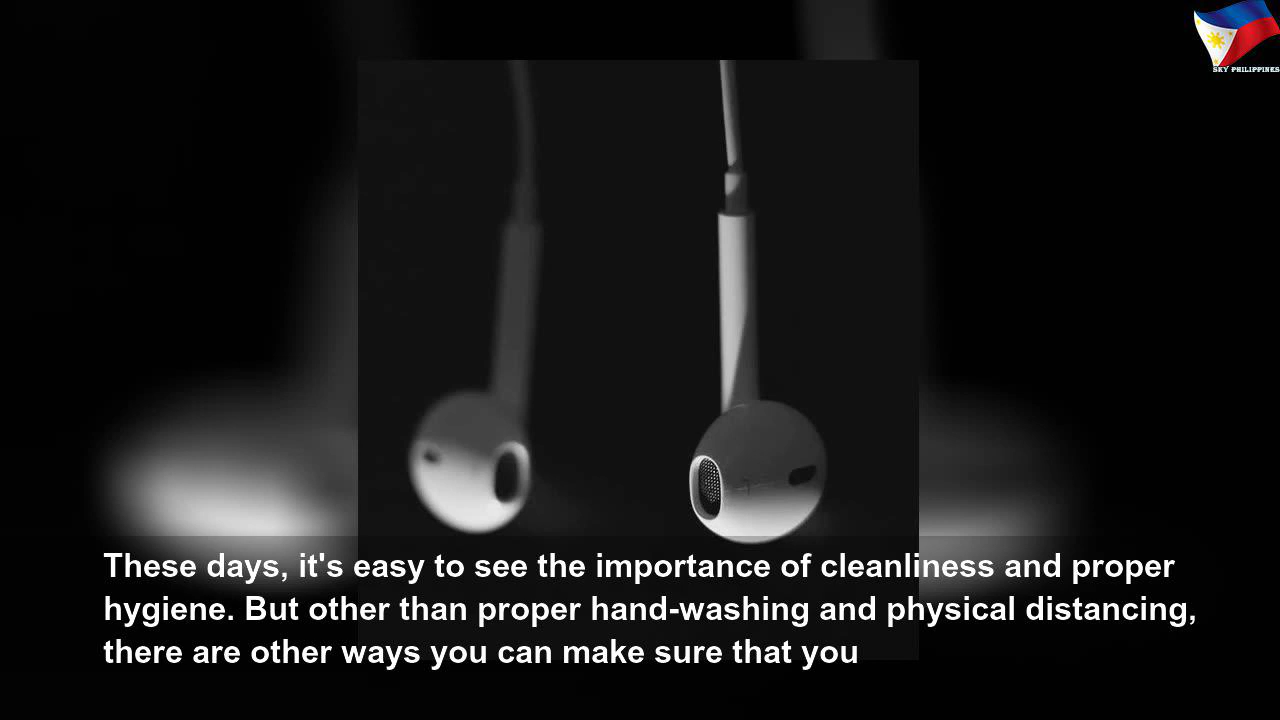 SKY PHILIPPINES
These days, it's easy to see the importance of cleanliness and proper
hygiene. But other than proper hand-washing and physical distancing,
there are other ways you can make sure that you